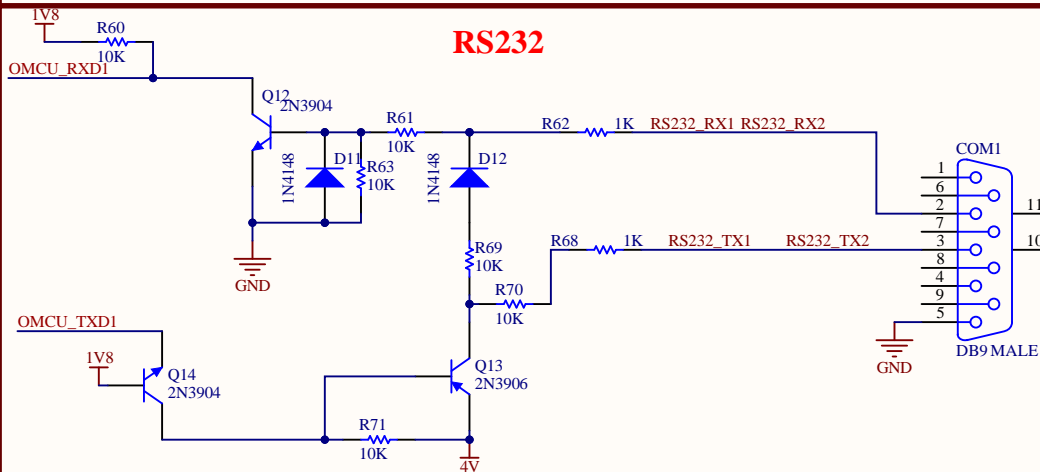 1V8
R60
10K
RS232
OMCU_RXD1
Q12
2N3904
R61
10K
R62
1K
RS232_RX1
RS232_RX2
1N4148
D11
R63
10K
1N4148
D12
COM1
1
6
2
7
3
8
4
9
5
11
10
R69
10K
R68
1K
RS232_TX1
RS232_TX2
GND
R70
10K
OMCU_TXD1
1V8
Q14
2N3904
Q13
2N3906
GND
DB9 MALE
R71
10K
4V